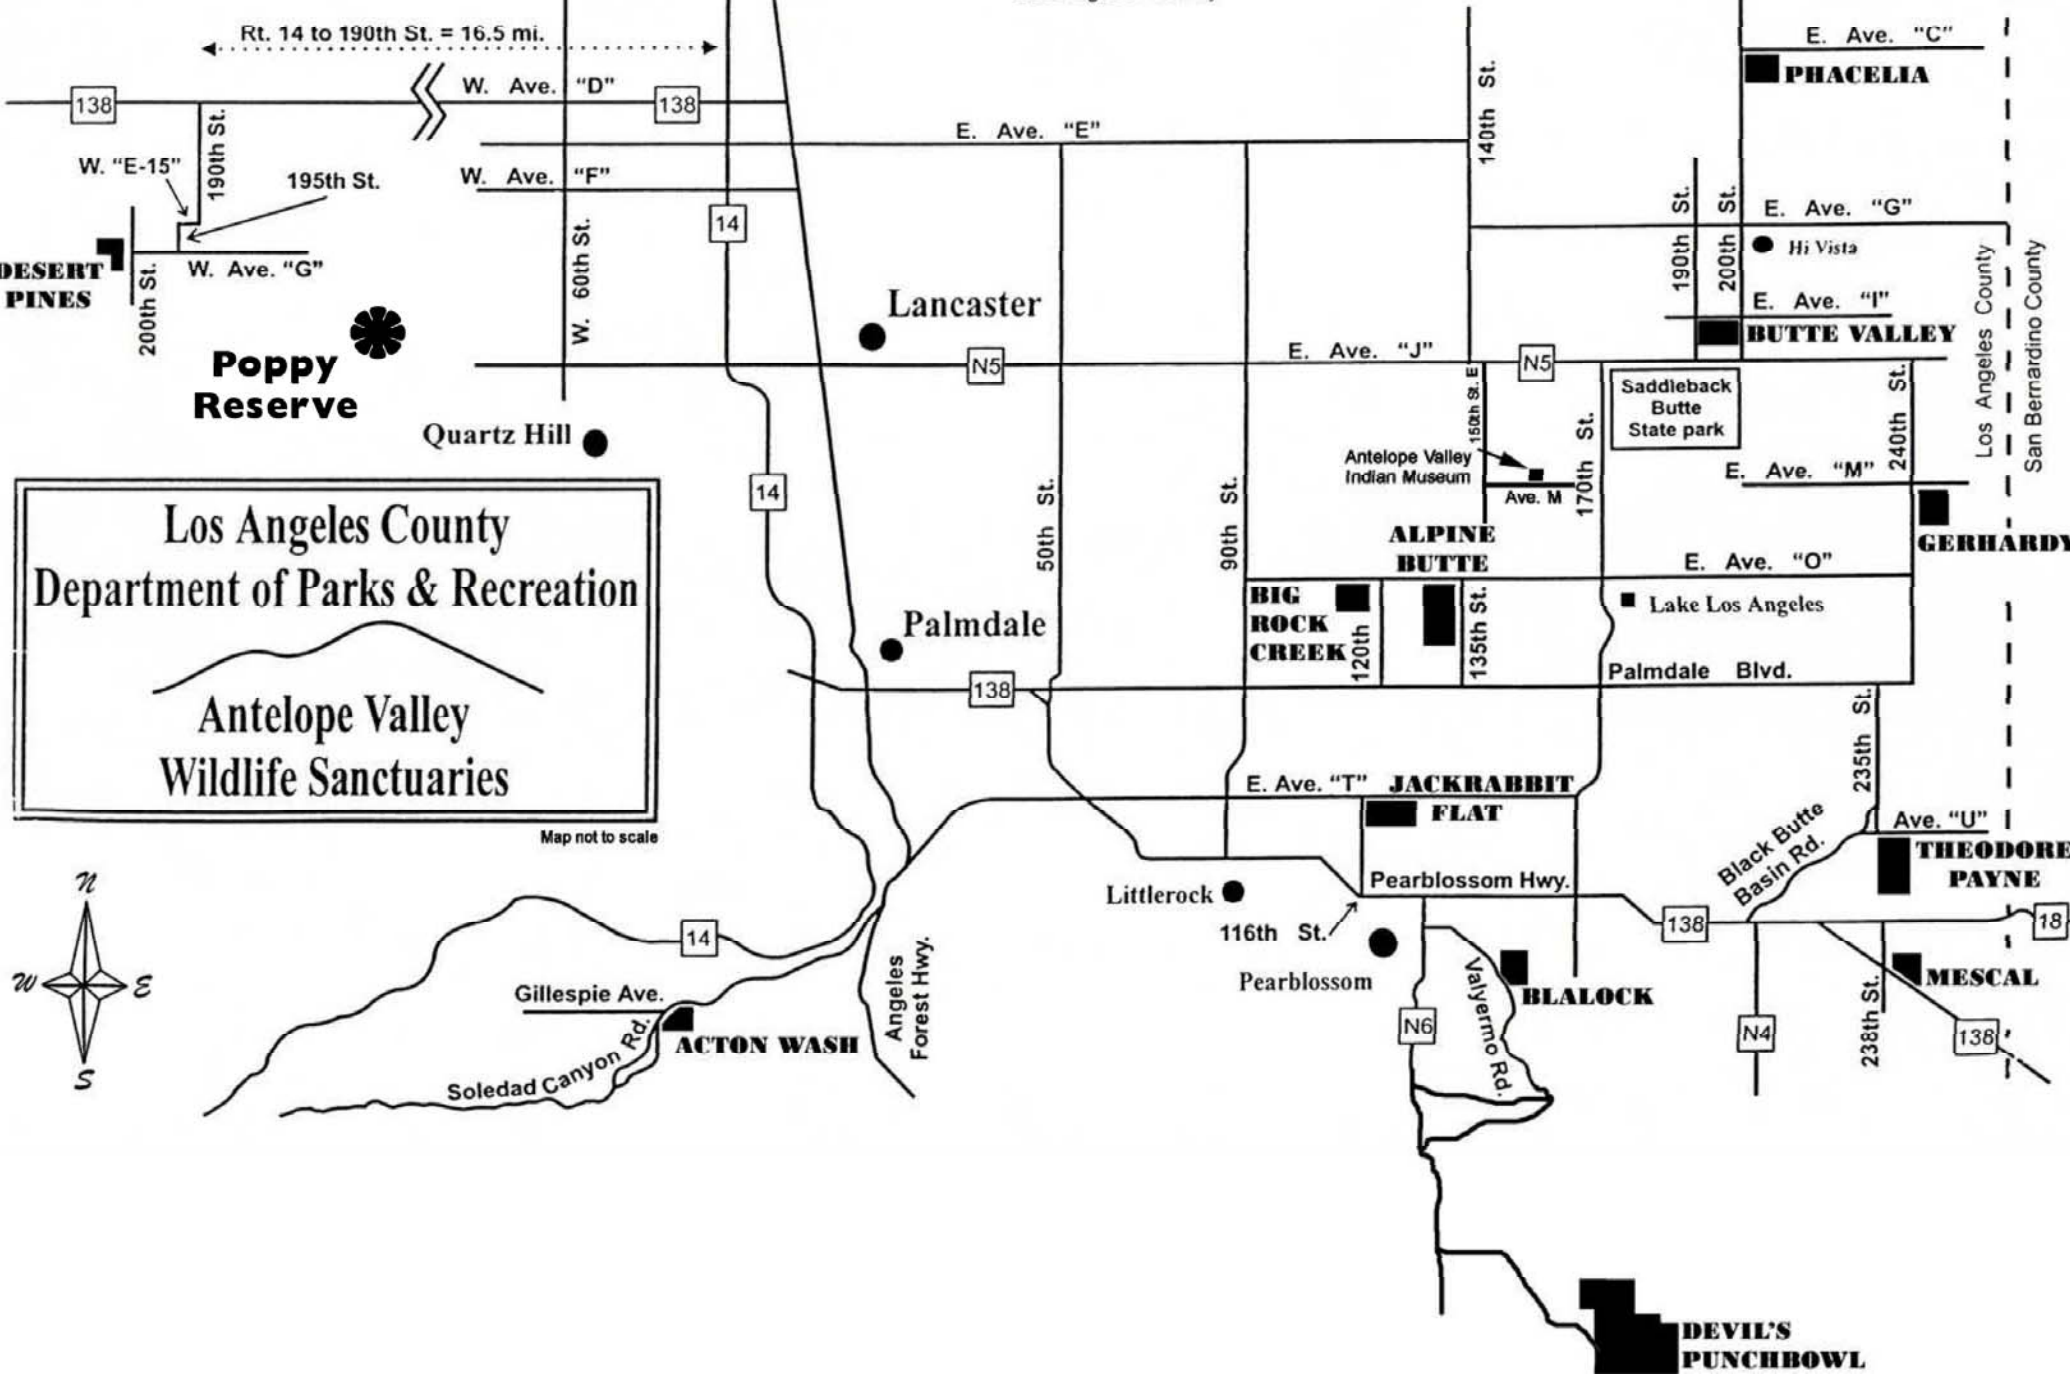 Rt. 14 to 190th St. = 16.5 mi.
E. Ave. "C"
PHACELIA
W. Ave. "D"
138
138
140th St.
E. Ave. "E"
190th St.
W. "E-15"
195th St.
W. Ave. "F"
14
190th St.
200th St.
E. Ave. "G"
Hi Vista
DESERT
PINES
W. Ave. "G"
200th St.
W. 60th St.
Los Angeles County
San Bernardino County
Lancaster
E. Ave. "I"
BUTTE VALLEY
Poppy
Reserve
E. Ave. "J"
N5
N5
150th St. E
Saddleback
Butte
State park
240th St.
Quartz Hill
Antelope Valley
Indian Museum
Ave. M
170th St.
E. Ave. "M"
14
50th St.
90th St.
GERHARDY
Los Angeles County
Department of Parks & Recreation
Antelope Valley
Wildlife Sanctuaries
Map not to scale
ALPINE
BUTTE
E. Ave. "O"
BIG
ROCK
CREEK
120th
135th St.
Lake Los Angeles
Palmdale
138
Palmdale Blvd.
235th St.
E. Ave. "T"
JACKRABBIT
FLAT
Black Butte
Basin Rd.
Ave. "U"
THEODORE
PAYNE
Pearblossom Hwy.
Littlerock
116th St.
Pearblossom
138
18
N
W
E
S
14
Angeles
Forest Hwy.
Gillespie Ave.
ACTON WASH
Soledad Canyon Rd.
N6
Valyermo Rd.
BLALOCK
N4
238th St.
MESCAL
138
DEVIL'S
PUNCHBOWL